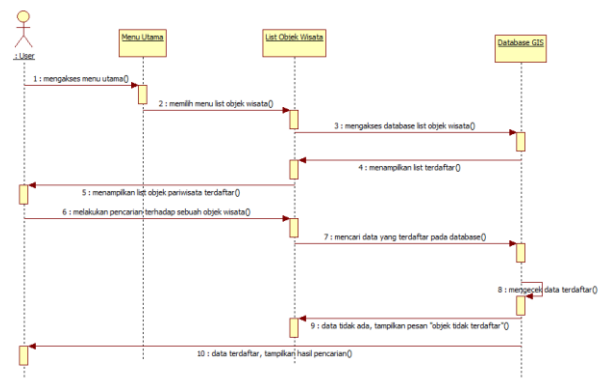 Menu Utama
List Objek Wisata
Database GIS
: User
1 : mengakses menu utama()
2 : memilih menu list objek wisata()
3 : mengakses database list objek wisata()
4 : menampilkan list terdaftar()
5 : menampilkan list objek pariwisata terdaftar()
6 : melakukan pencarian terhadap sebuah objek wisata()
7 : mencari data yang terdaftar pada database()
8 : mengecek data terdaftar()
9 : data tidak ada, tampilkan pesan "objek tidak terdaftar"()
10 : data terdaftar, tampilkan hasil pencarian()